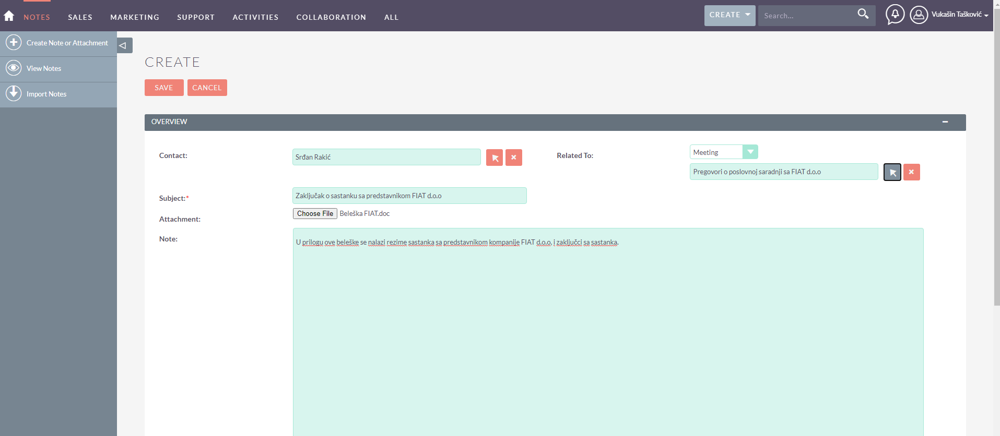 NOTES SALES MARKETING SUPPORT ACTIVITIES COLLABORATION ALL CREATE Search... Vukašin Tašković
Create Note or Attachment
View Notes
Import Notes
CREATE
SAVE CANCEL
OVERVIEW
Contact: Srđan Rakić Related To: Meeting
Pregovori o poslovnoj saradnji sa FIAT d.o.o
Subject:* Zaključak o sastanku sa predstavnikom FIAT d.o.o
Attachment: Choose File Beleška FIAT.doc
Note: U prilogu ove beleške se nalazi rezime sastanka sa predstavnikom kompanije FIAT d.o.o, i zaključci sa sastanka.